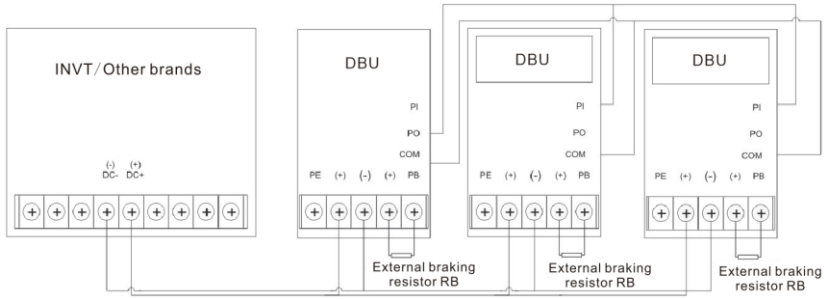 INVT/Other brands
(-) (+)
DC- DC+
DBU
PI
PO
COM
PE (+) (-) (+) PB
External braking
resistor RB
DBU
PI
PO
COM
PE (+) (-) (+) PB
External braking
resistor RB
DBU
PI
PO
COM
PE (+) (-) (+) PB
External braking
resistor RB